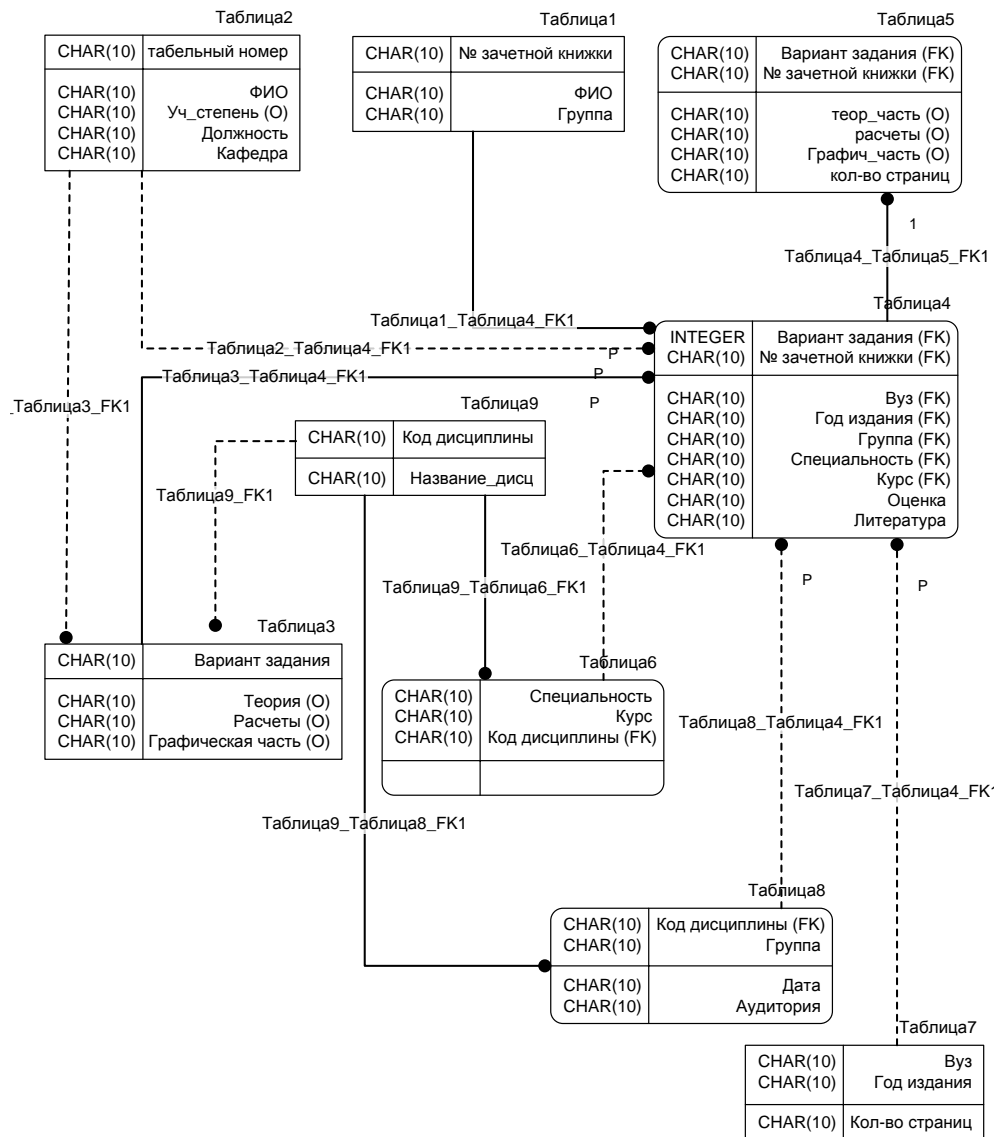 Таблица2
CHAR(10) табельный номер
CHAR(10) ФИО
CHAR(10) Уч_степень (O)
CHAR(10) Должность
CHAR(10) Кафедра
Таблица1
CHAR(10) № зачетной книжки
CHAR(10) ФИО
CHAR(10) Группа
Таблица5
CHAR(10) Вариант задания (FK)
CHAR(10) № зачетной книжки (FK)
CHAR(10) теор_часть (O)
CHAR(10) расчеты (O)
CHAR(10) Графич_часть (O)
CHAR(10) кол-во страниц
1
Таблица4_Таблица5_FK1
Таблица4
INTEGER Вариант задания (FK)
CHAR(10) № зачетной книжки (FK)
CHAR(10) Вуз (FK)
CHAR(10) Год издания (FK)
CHAR(10) Группа (FK)
CHAR(10) Специальность (FK)
CHAR(10) Курс (FK)
CHAR(10) Оценка
CHAR(10) Литература
Таблица1_Таблица4_FK1
Таблица2_Таблица4_FK1
P
Таблица3_Таблица4_FK1
P
P
_Таблица3_FK1
Таблица9
CHAR(10) Код дисциплины
CHAR(10) Название_дисц
Таблица9_FK1
Таблица6_Таблица4_FK1
Таблица9_Таблица6_FK1
P
P
Таблица3
CHAR(10) Вариант задания
CHAR(10) Теория (O)
CHAR(10) Расчеты (O)
CHAR(10) Графическая часть (O)
Таблица6
CHAR(10) Специальность
CHAR(10) Курс
CHAR(10) Код дисциплины (FK)
Таблица8_Таблица4_FK1
Таблица7_Таблица4_FK1
Таблица9_Таблица8_FK1
Таблица8
CHAR(10) Код дисциплины (FK)
CHAR(10) Группа
CHAR(10) Дата
CHAR(10) Аудитория
Таблица7
CHAR(10) Вуз
CHAR(10) Год издания
CHAR(10) Кол-во страниц